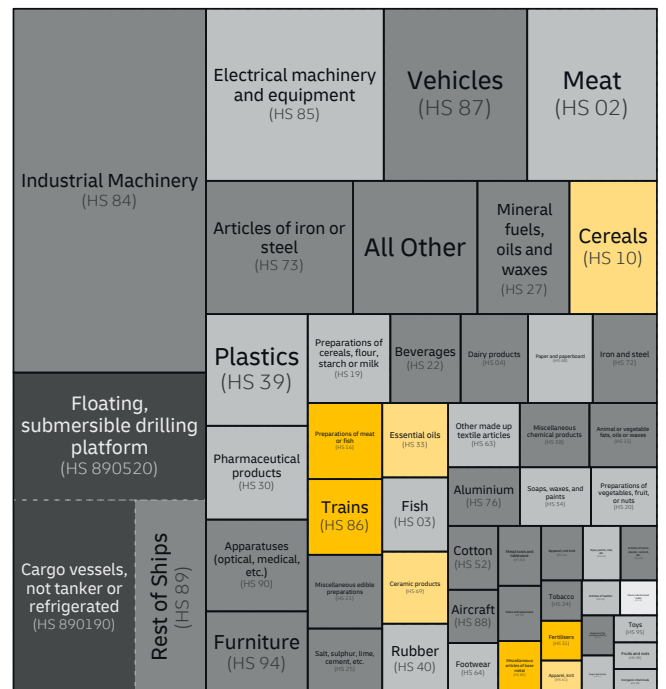 Industrial Machinery
(HS 84)
Electrical machinery
and equipment
(HS 85)
Vehicles
(HS 87)
Meat
(HS 02)
Articles of iron or
steel
(HS 73)
All Other
Mineral
fuels,
oils and
waxes
(HS 27)
Cereals
(HS 10)
Floating,
submersible drilling
platform
(HS 890520)
Cargo vessels,
not tanker or
refrigerated
(HS 890190)
Rest of Ships
(HS 89)
Plastics
(HS 39)
Preparations of
cereals, flour,
starch or milk
(HS 19)
Beverages
(HS 22)
Dairy products
(HS 04)
Paper and paperboard
Iron and steel
(HS 72)
Pharmaceutical
products
(HS 30)
Preparations of meat
or fish
(HS 16)
Essential oils
(HS 33)
Other made up
textile articles
(HS 63)
Miscellaneous
chemical products
(HS 38)
Animal or vegetable
fats, oils or waxes
(HS 15)
Trains
(HS 86)
Fish
(HS 03)
Aluminium
(HS 76)
Soaps, waxes, and
paints
(HS 34)
Preparations of
vegetables, fruit,
or nuts
(HS 20)
Apparatuses
(optical, medical,
etc.)
(HS 90)
Miscellaneous edible
preparations
(HS 21)
Ceramic products
(HS 69)
Cotton
(HS 52)
Aircraft
(HS 88)
Tobacco
(HS 24)
Furniture
(HS 94)
Salt, sulphur, lime,
cement, etc.
(HS 25)
Rubber
(HS 40)
Footwear
(HS 64)
Miscellaneous
articles of base
metal
Fertilisers
(HS 31)
Apparel, knit
Toys
(HS 95)
Fruits and nuts